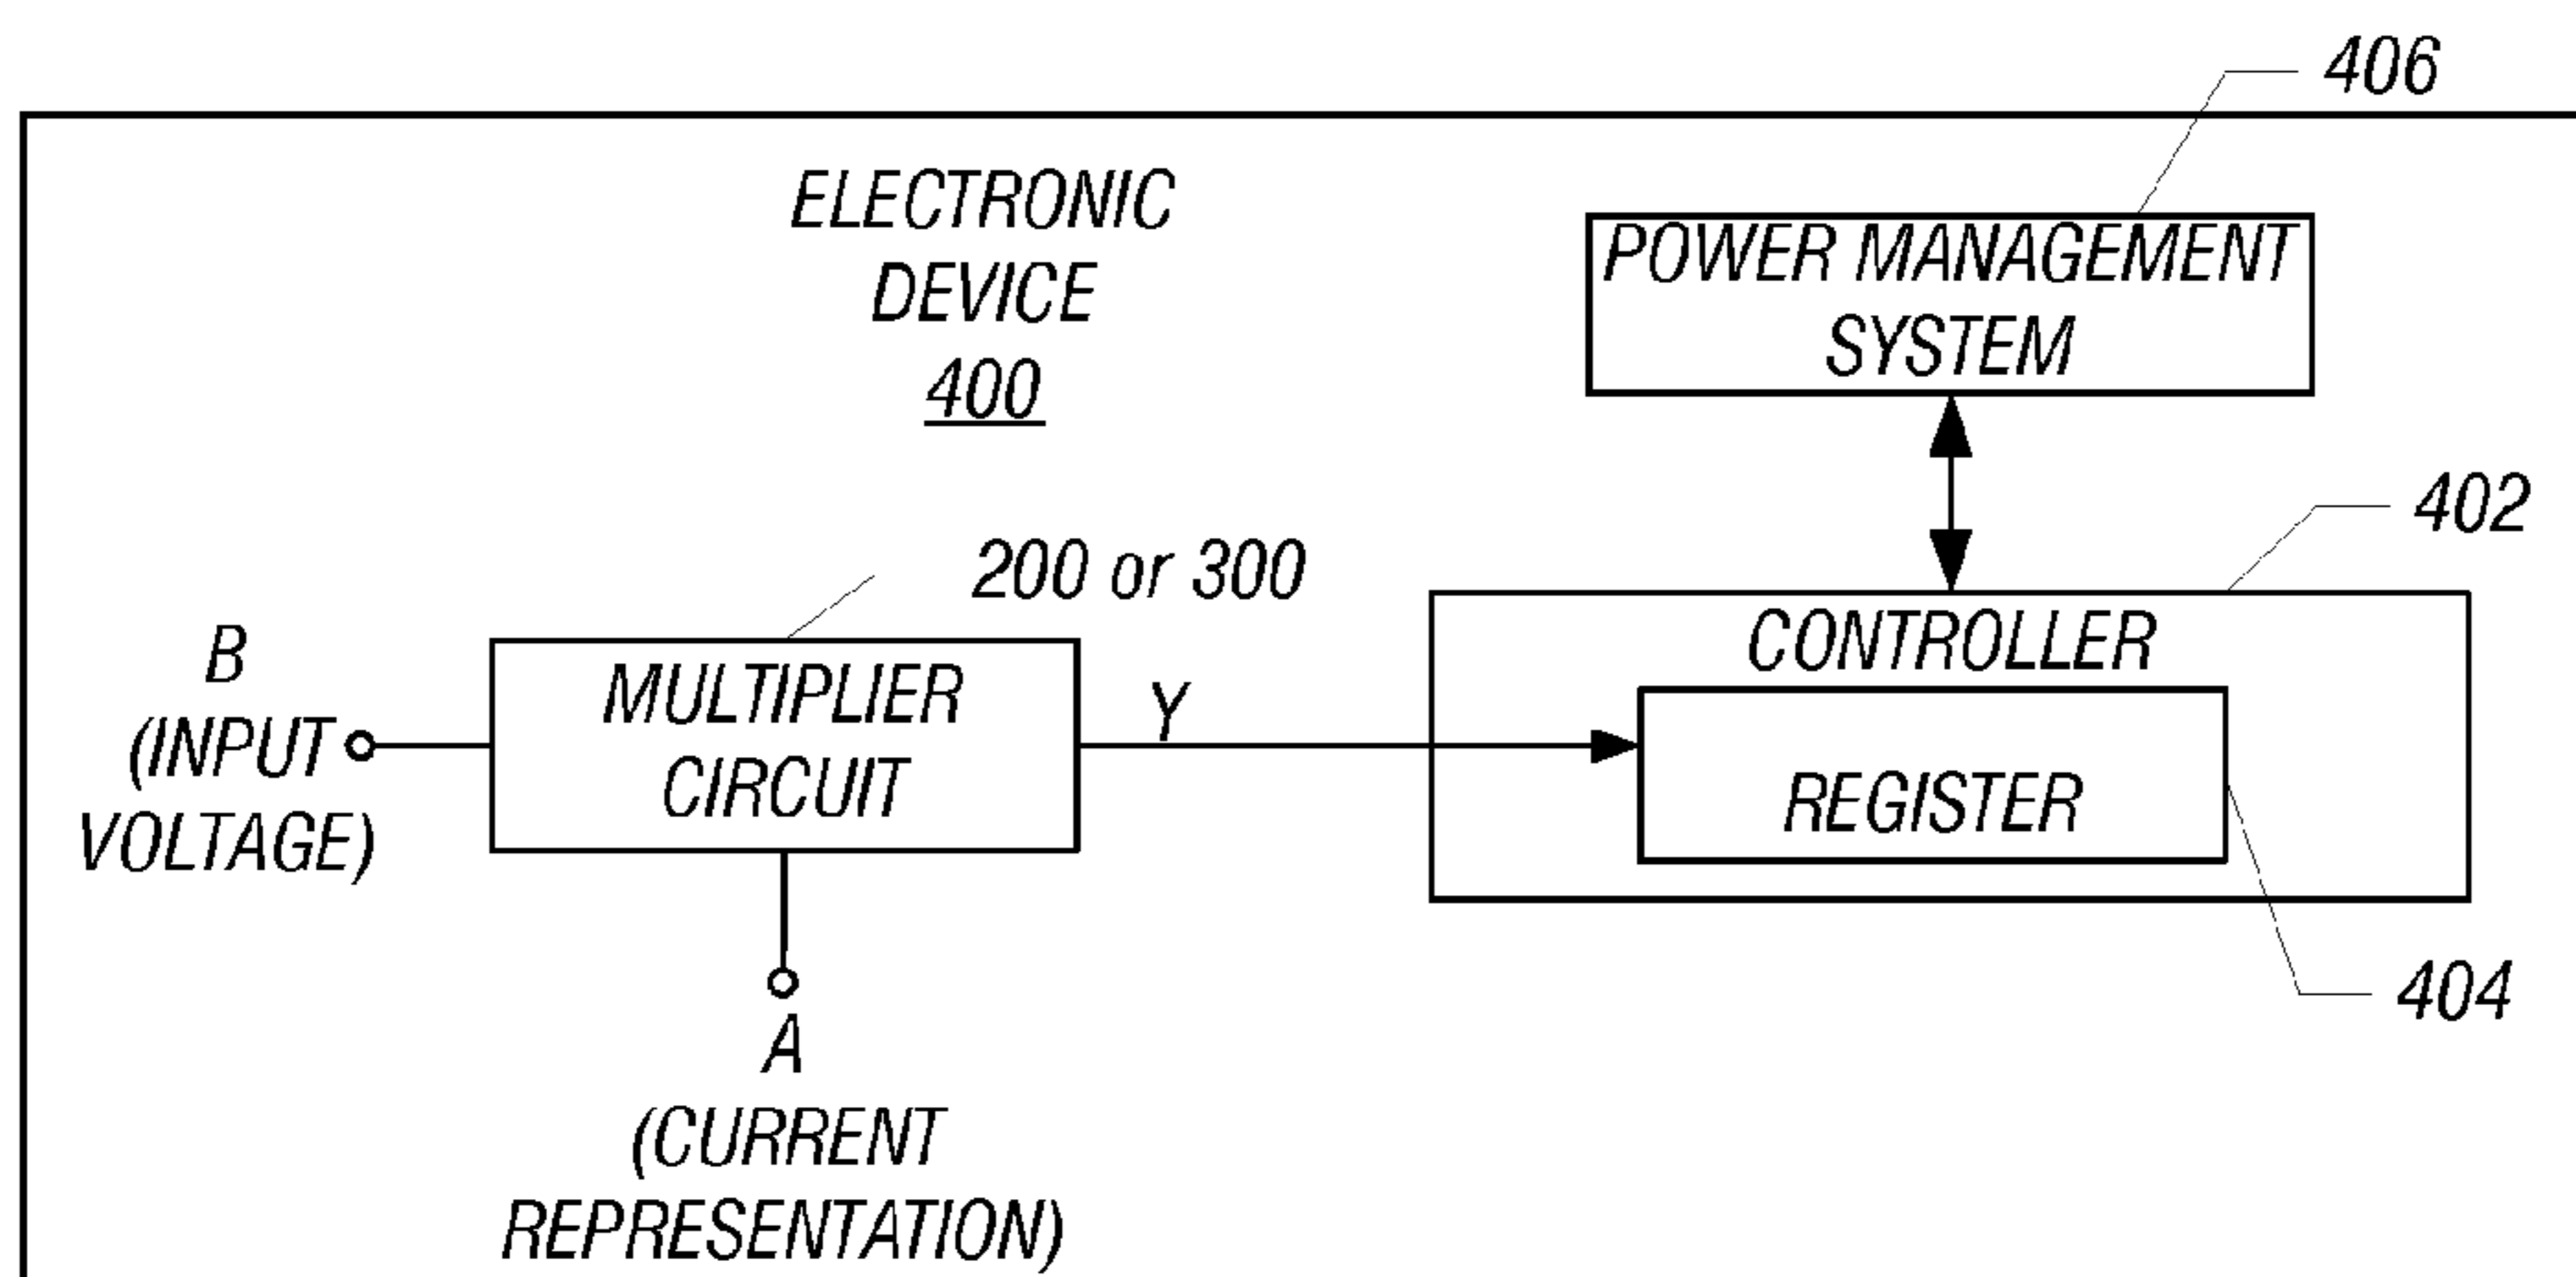 406
ELECTRONIC
DEVICE
400
POWER MANAGEMENT
SYSTEM
402
200 or 300
CONTROLLER
B
(INPUT
VOLTAGE)
MULTIPLIER
CIRCUIT
Y
REGISTER
404
A
(CURRENT
REPRESENTATION)